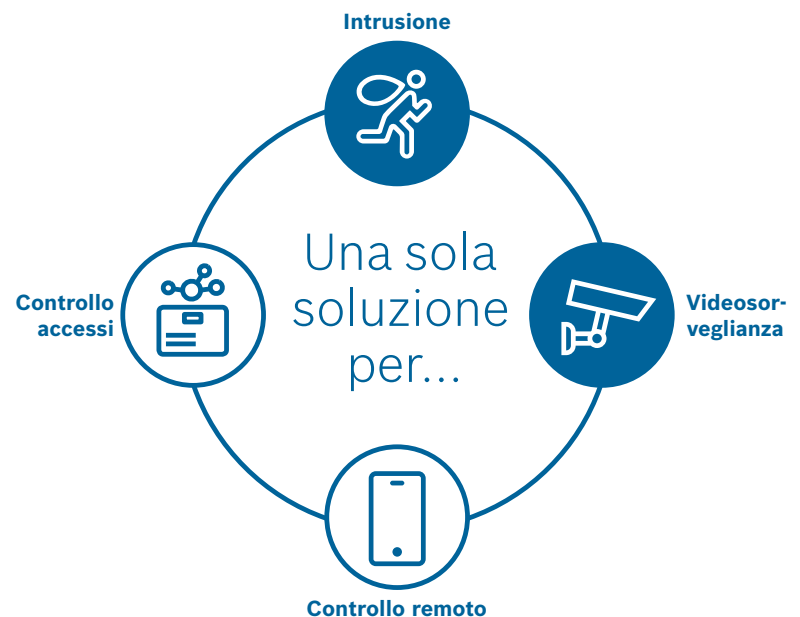 Intrusione
Una sola
soluzione
per...
Controllo
accessi
Videosor-
veglianza
Controllo remoto